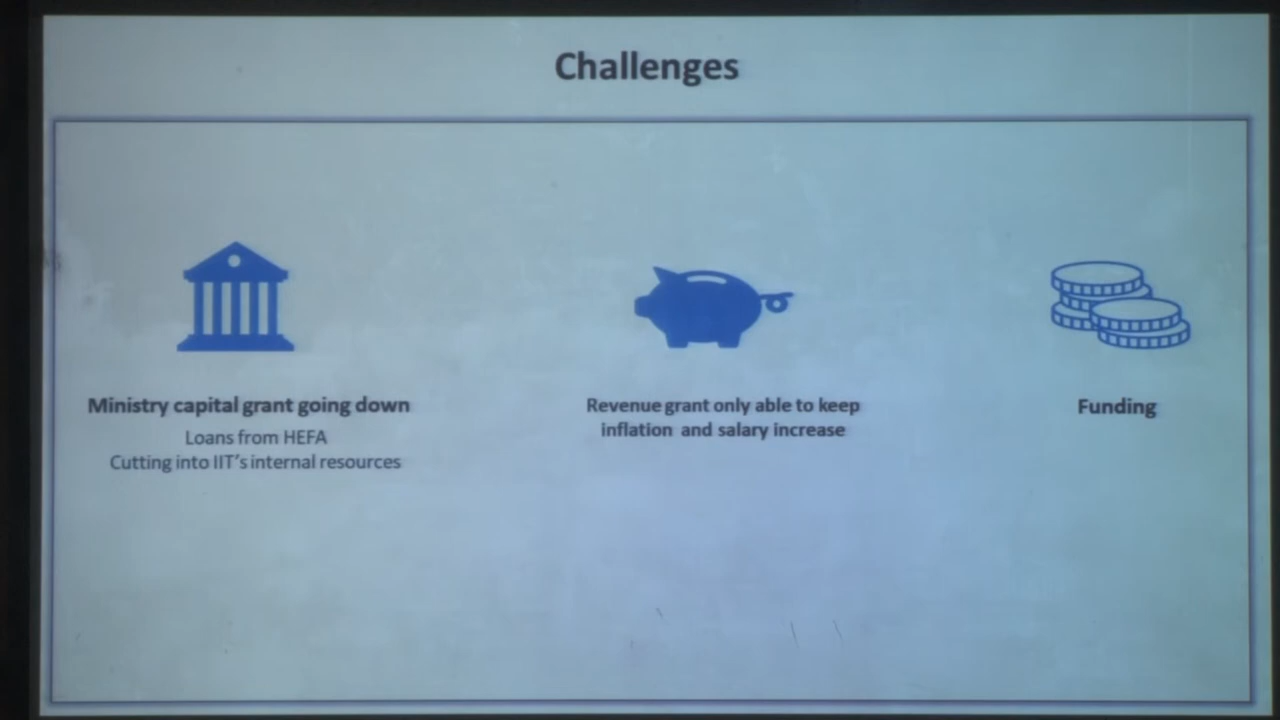 Challenges
Ministry capital grant going down
Loans from HEFA
Cutting into IIT's internal resources
Revenue grant only able to keep
inflation and salary increase
Funding